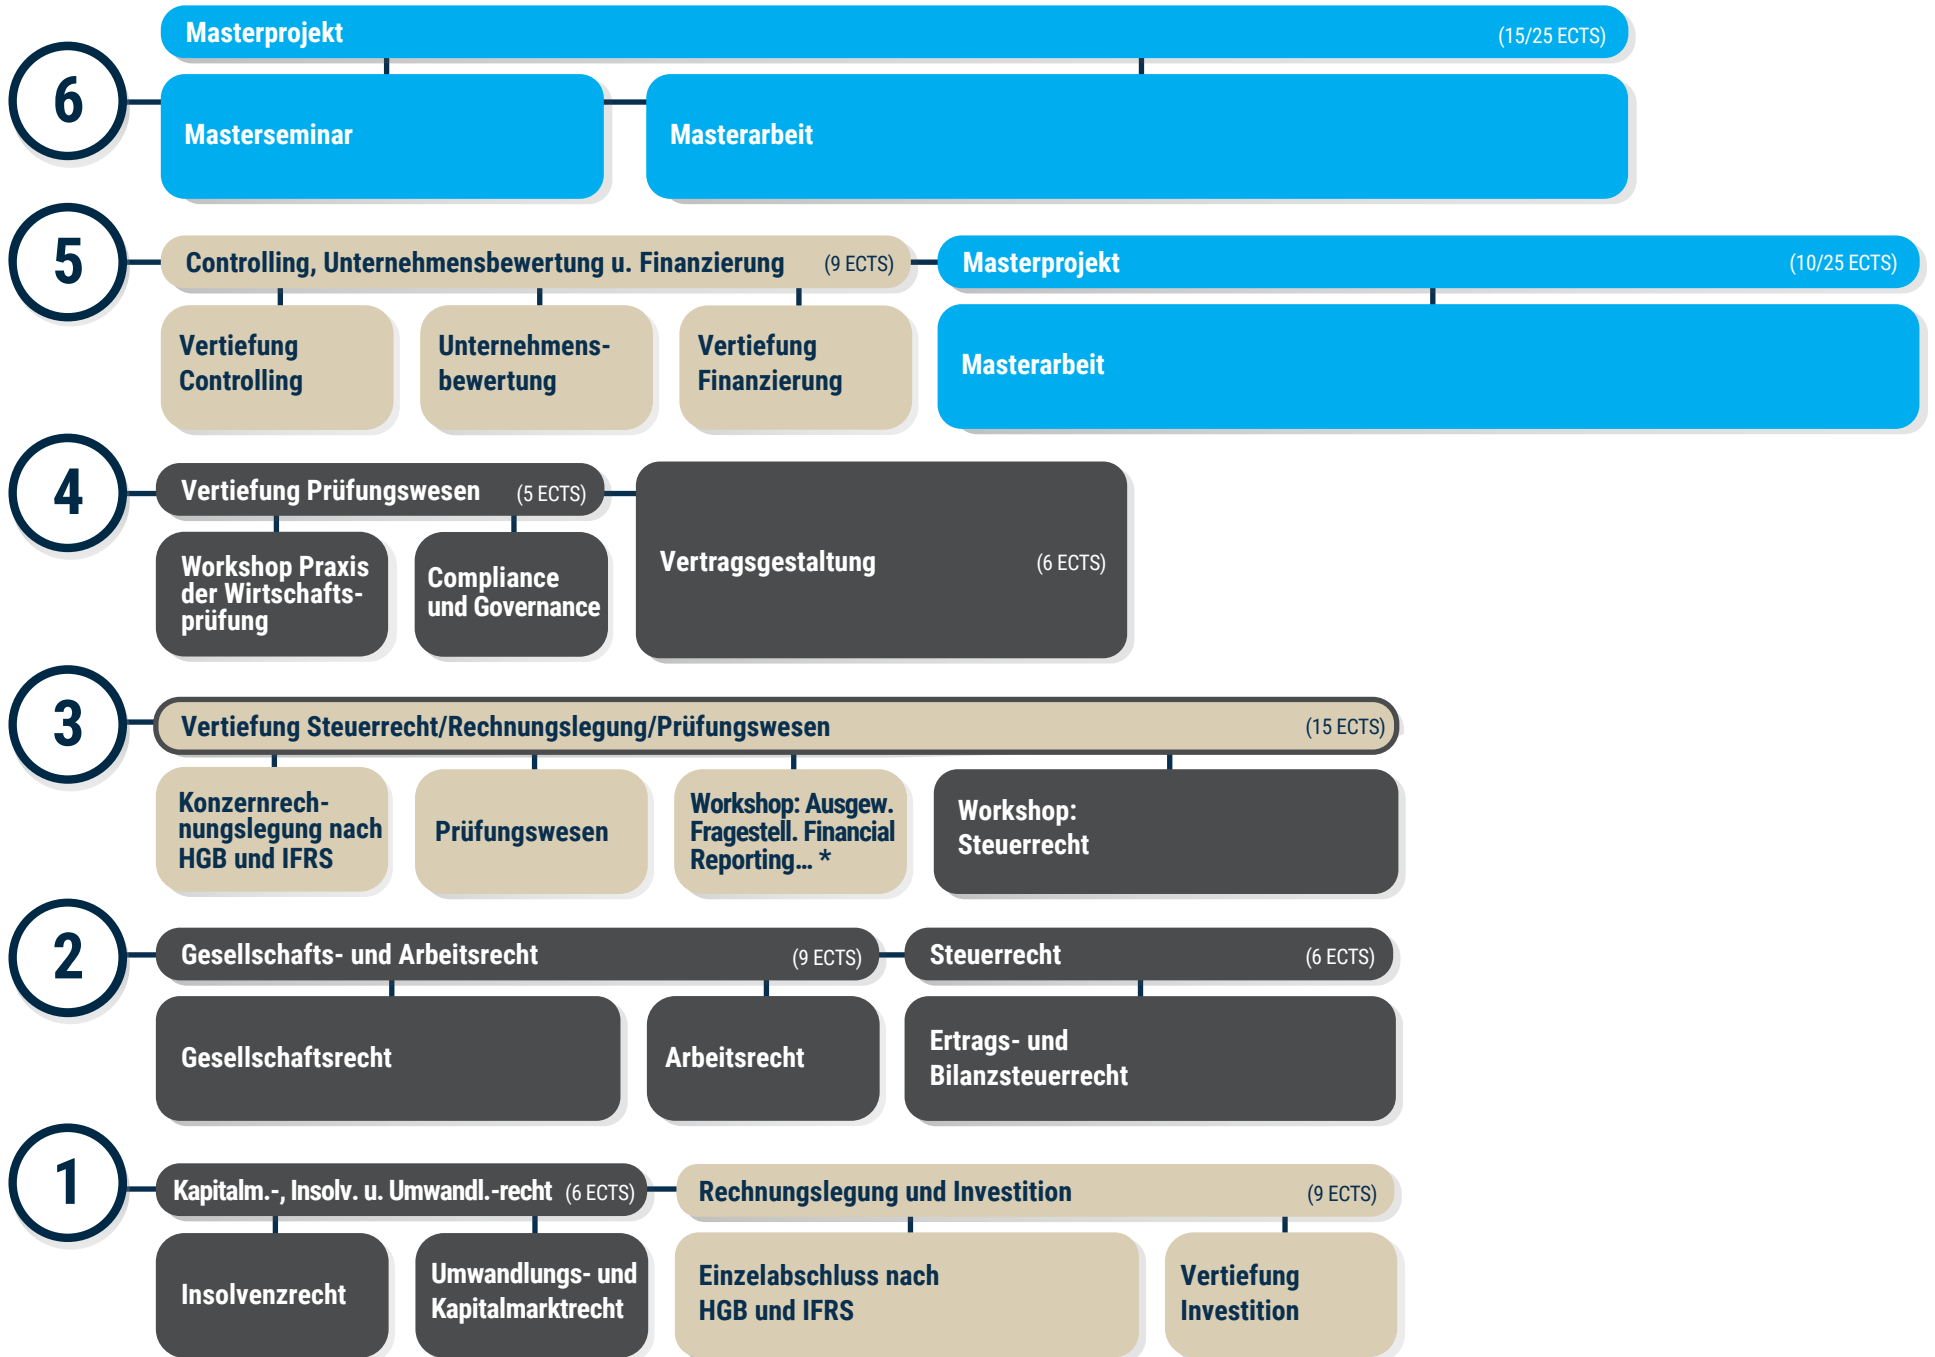 Masterprojekt (15/25 ECTS)
6
Masterseminar
Masterarbeit
5
Controlling, Unternehmensbewertung u. Finanzierung (9 ECTS)
Masterprojekt (10/25 ECTS)
Vertiefung
Controlling
Unternehmens-
bewertung
Vertiefung
Finanzierung
Masterarbeit
4
Vertiefung Prüfungswesen (5 ECTS)
Workshop Praxis
der Wirtschafts-
prüfung
Compliance
und Governance
Vertragsgestaltung (6 ECTS)
3
Vertiefung Steuerrecht/Rechnungslegung/Prüfungswesen (15 ECTS)
Konzernrech-
nungslegung nach
HGB und IFRS
Prüfungswesen
Workshop: Ausgew.
Fragestell. Financial
Reporting... *
Workshop:
Steuerrecht
2
Gesellschafts- und Arbeitsrecht (9 ECTS)
Steuerrecht (6 ECTS)
Gesellschaftsrecht
Arbeitsrecht
Ertrags- und
Bilanzsteuerrecht
1
Kapitalm.-, Insolv. u. Umwandl.-recht (6 ECTS)
Rechnungslegung und Investition (9 ECTS)
Insolvenzrecht
Umwandlungs- und
Kapitalmarktrecht
Einzelabschluss nach
HGB und IFRS
Vertiefung
Investition